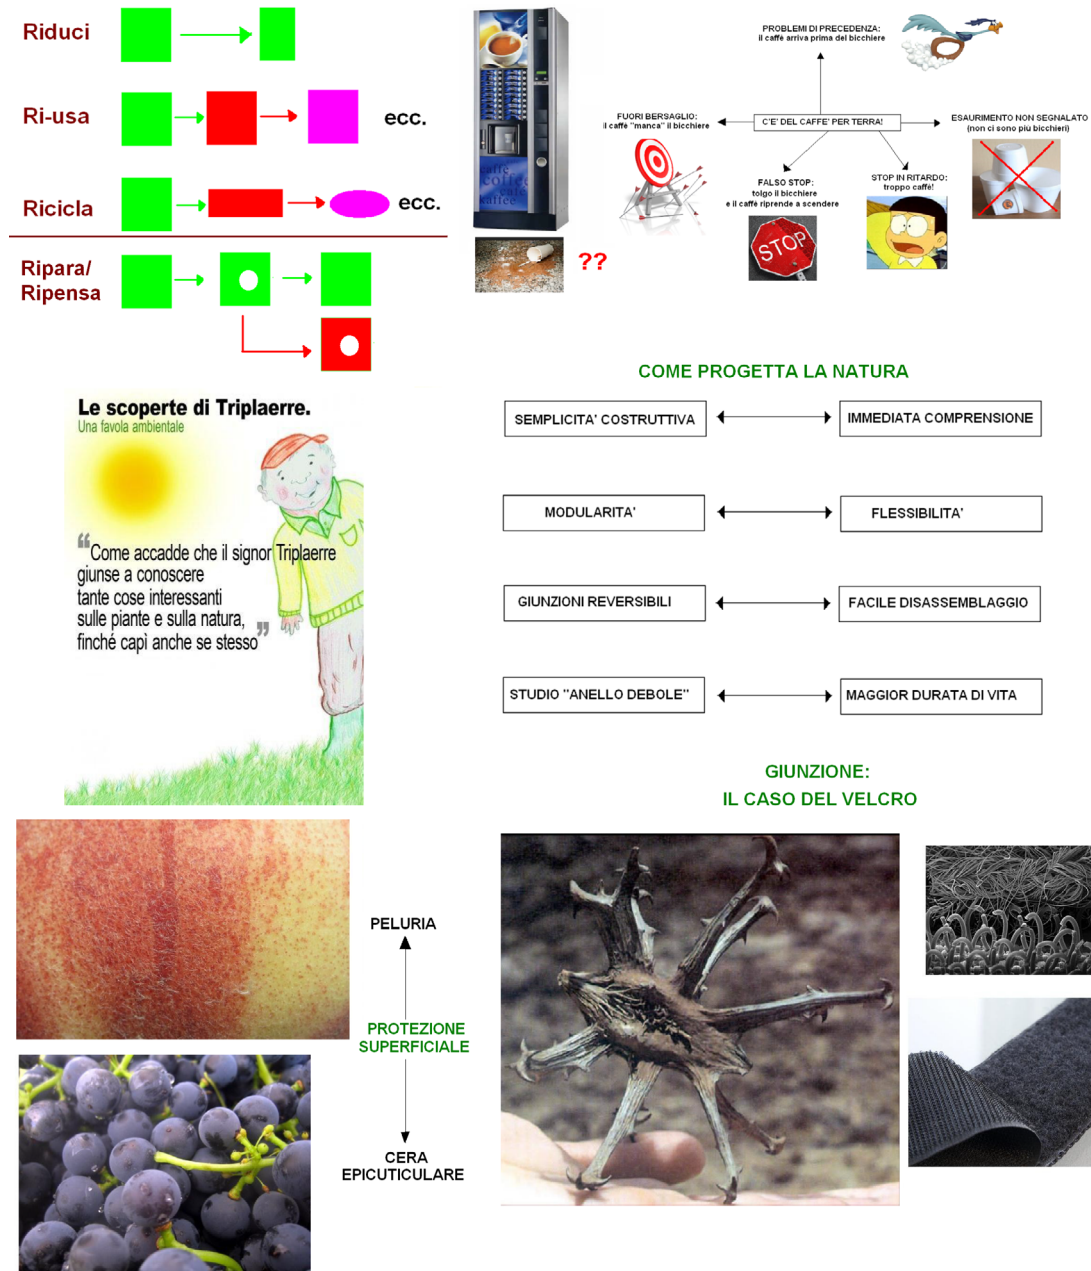 Riduci
Ri-usa
ecc.
Ricicla
ecc.
Ripara/
Ripensa
caffè
coffee
cafè
kaffee
??
PROBLEMI DI PRECEDENZA:
il caffè arriva prima del bicchiere
FUORI BERSAGLIO:
il caffè "manca" il bicchiere
C'E' DEL CAFFE' PER TERRA!
ESAURIMENTO NON SEGNALATO
(non ci sono più bicchieri)
FALSO STOP:
tolgo il bicchiere
e il caffè riprende a scendere
STOP IN RITARDO:
troppo caffè!
STOP
Le scoperte di Triplaerre.
Una favola ambientale
“Come accadde che il signor Triplaerre
giunse a conoscere
tante cose interessanti
sulle piante e sulla natura,
finché capì anche se stesso”
COME PROGETTA LA NATURA
SEMPLICITA' COSTRUTTIVA
IMMEDIATA COMPRENSIONE
MODULARITA'
FLESSIBILITA'
GIUNZIONI REVERSIBILI
FACILE DISASSEMBLAGGIO
STUDIO "ANELLO DEBOLE"
MAGGIOR DURATA DI VITA
PELURIA
PROTEZIONE
SUPERFICIALE
CERA
EPICUTICULARE
GIUNZIONE:
IL CASO DEL VELCRO